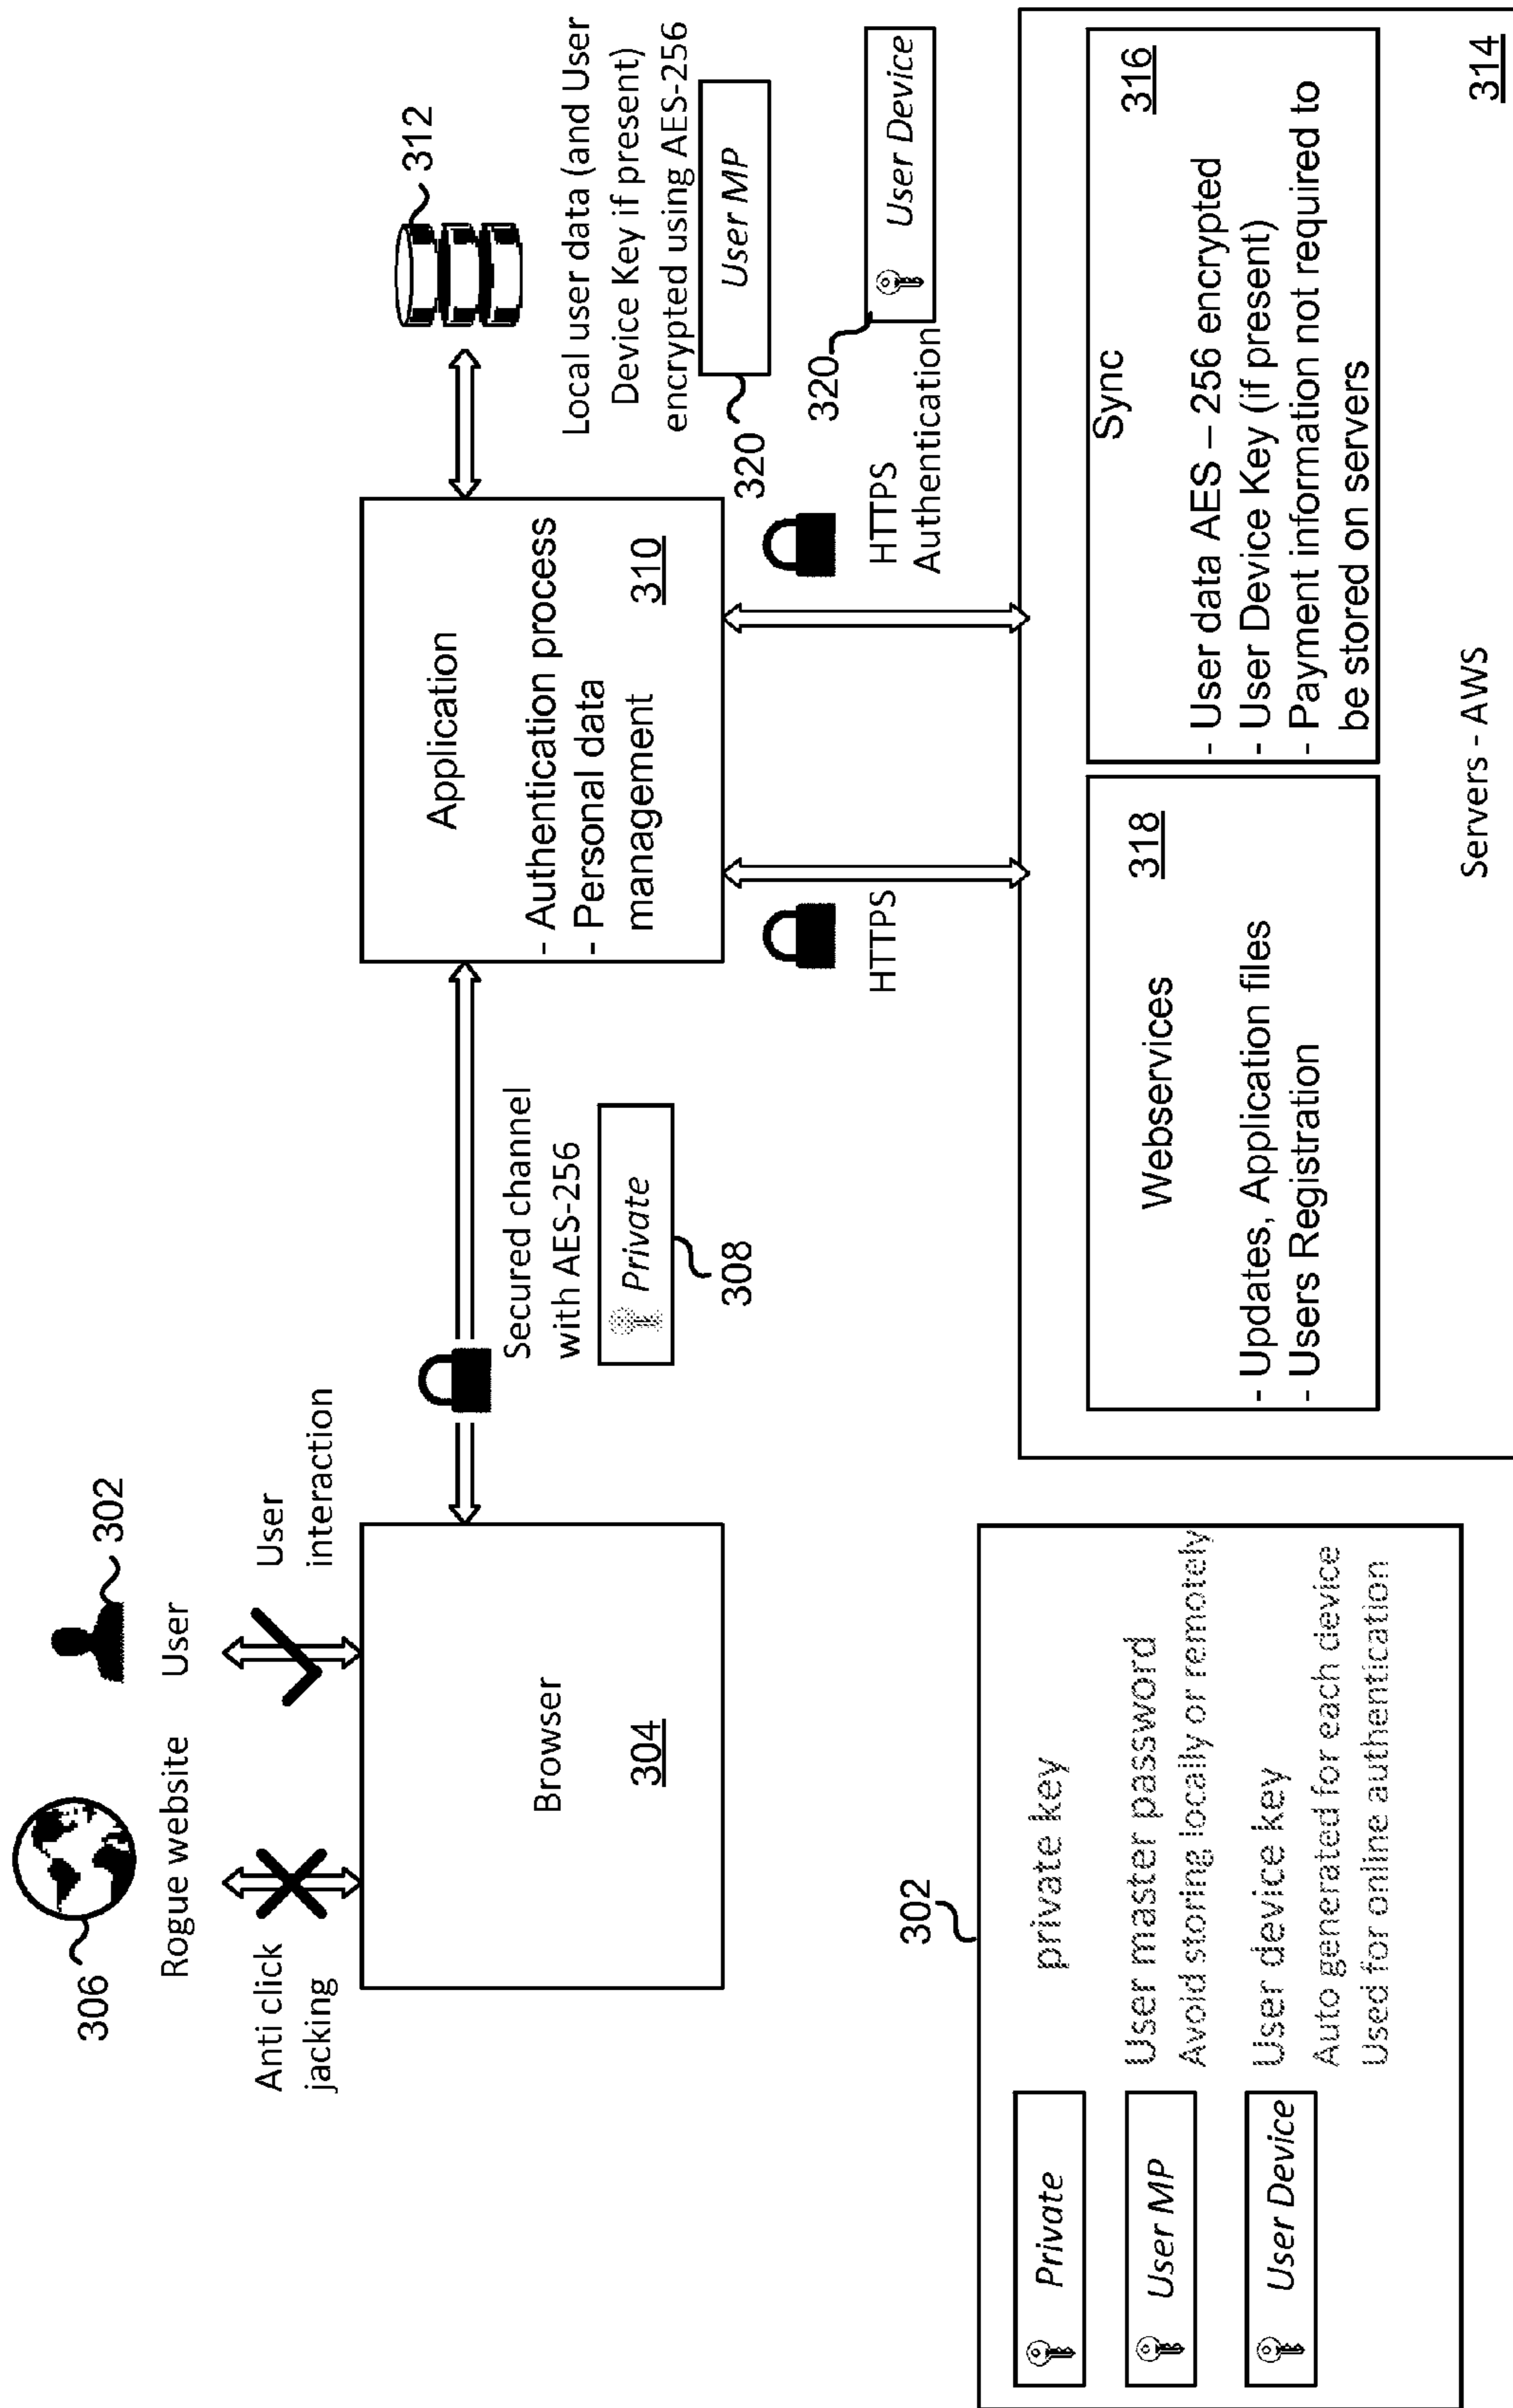 306
Rogue website
Anti click
jacking
302
User
User
interaction
Browser
304
Secured channel
with AES-256
Private
308
Application
- Authentication process
- Personal data
management
310
312
Local user data (and User
Device Key if present)
encrypted using AES-256
User MP
320
User Device
320
HTTPS
HTTPS
Authentication
302
Private
private key
User MP
User master password
Avoid storing locally or remotely
User Device
User device key
Auto generated for each device
Used for online authentication
Webservices
318
- Updates, Application files
- Users Registration
Sync
316
- User data AES – 256 encrypted
- User Device Key (if present)
- Payment information not required to
be stored on servers
Servers - AWS
314